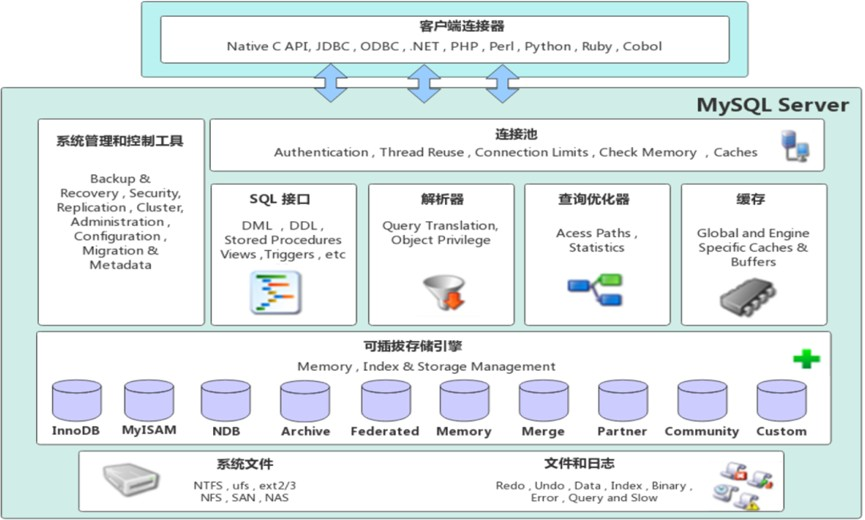 客户端连接器
Native C API, JDBC , ODBC , .NET , PHP , Perl , Python , Ruby , Cobol
MySQL Server
系统管理和控制工具
Backup &
Recovery , Security,
Replication , Cluster,
Administration ,
Configuration ,
Migration &
Metadata
连接池
Authentication , Thread Reuse , Connection Limits , Check Memory , Caches
SQL 接口
DML , DDL ,
Stored Procedures
Views ,Triggers , etc
解析器
Query Translation,
Object Privilege
查询优化器
Acess Paths ,
Statistics
缓存
Global and Engine
Specific Caches &
Buffers
可插拔存储引擎
Memory , Index & Storage Management
InnoDB MyISAM NDB Archive Federated Memory Merge Partner Community Custom
系统文件
NTFS , ufs , ext2/3
NFS , SAN , NAS
文件和日志
Redo , Undo , Data , Index , Binary ,
Error , Query and Slow